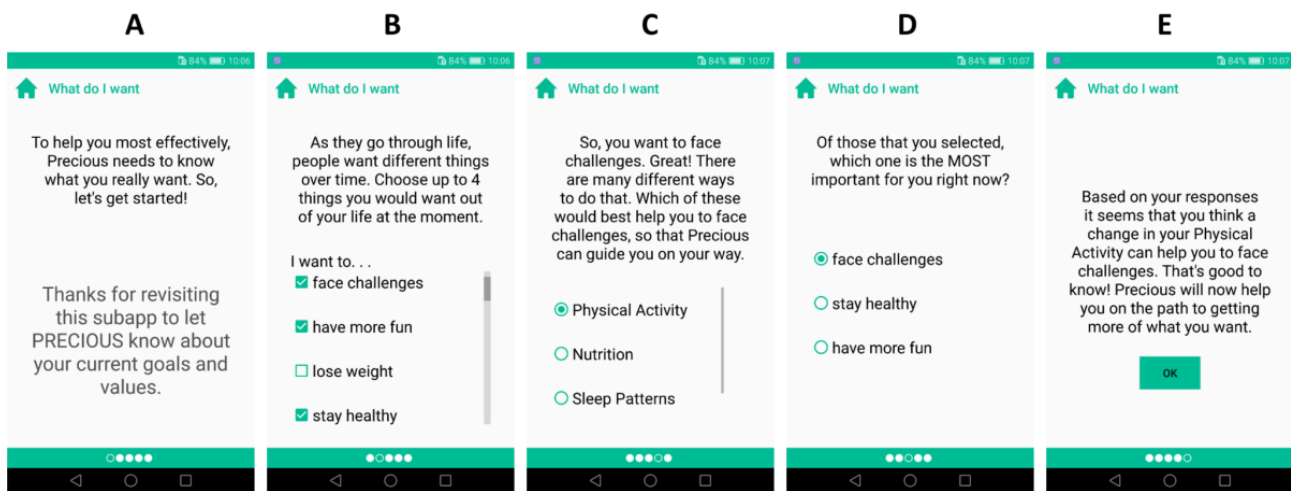 A
84% 10:06
What do I want
To help you most effectively,
Precious needs to know
what you really want. So,
let's get started!
Thanks for revisiting
this subapp to let
PRECIOUS know about
your current goals and
values.
B
84% 10:06
What do I want
As they go through life,
people want different things
over time. Choose up to 4
things you would want out
of your life at the moment.
I want to. . .
face challenges
have more fun
lose weight
stay healthy
C
84% 10:07
What do I want
So, you want to face
challenges. Great! There
are many different ways
to do that. Which of these
would best help you to face
challenges, so that Precious
can guide you on your way.
Physical Activity
Nutrition
Sleep Patterns
D
84% 10:07
What do I want
Of those that you selected,
which one is the MOST
important for you right now?
face challenges
stay healthy
have more fun
E
84% 10:07
What do I want
Based on your responses
it seems that you think a
change in your Physical
Activity can help you to face
challenges. That's good to
know! Precious will now help
you on the path to getting
more of what you want.
OK